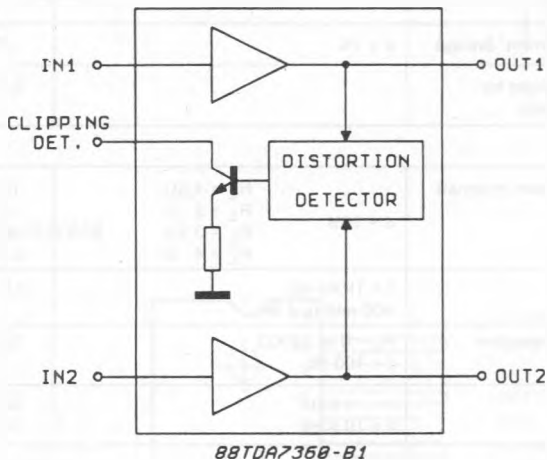 IN1
OUT1
CLIPPING
DET.
DISTORTION
DETECTOR
IN2
OUT2
88TDA7360-B1